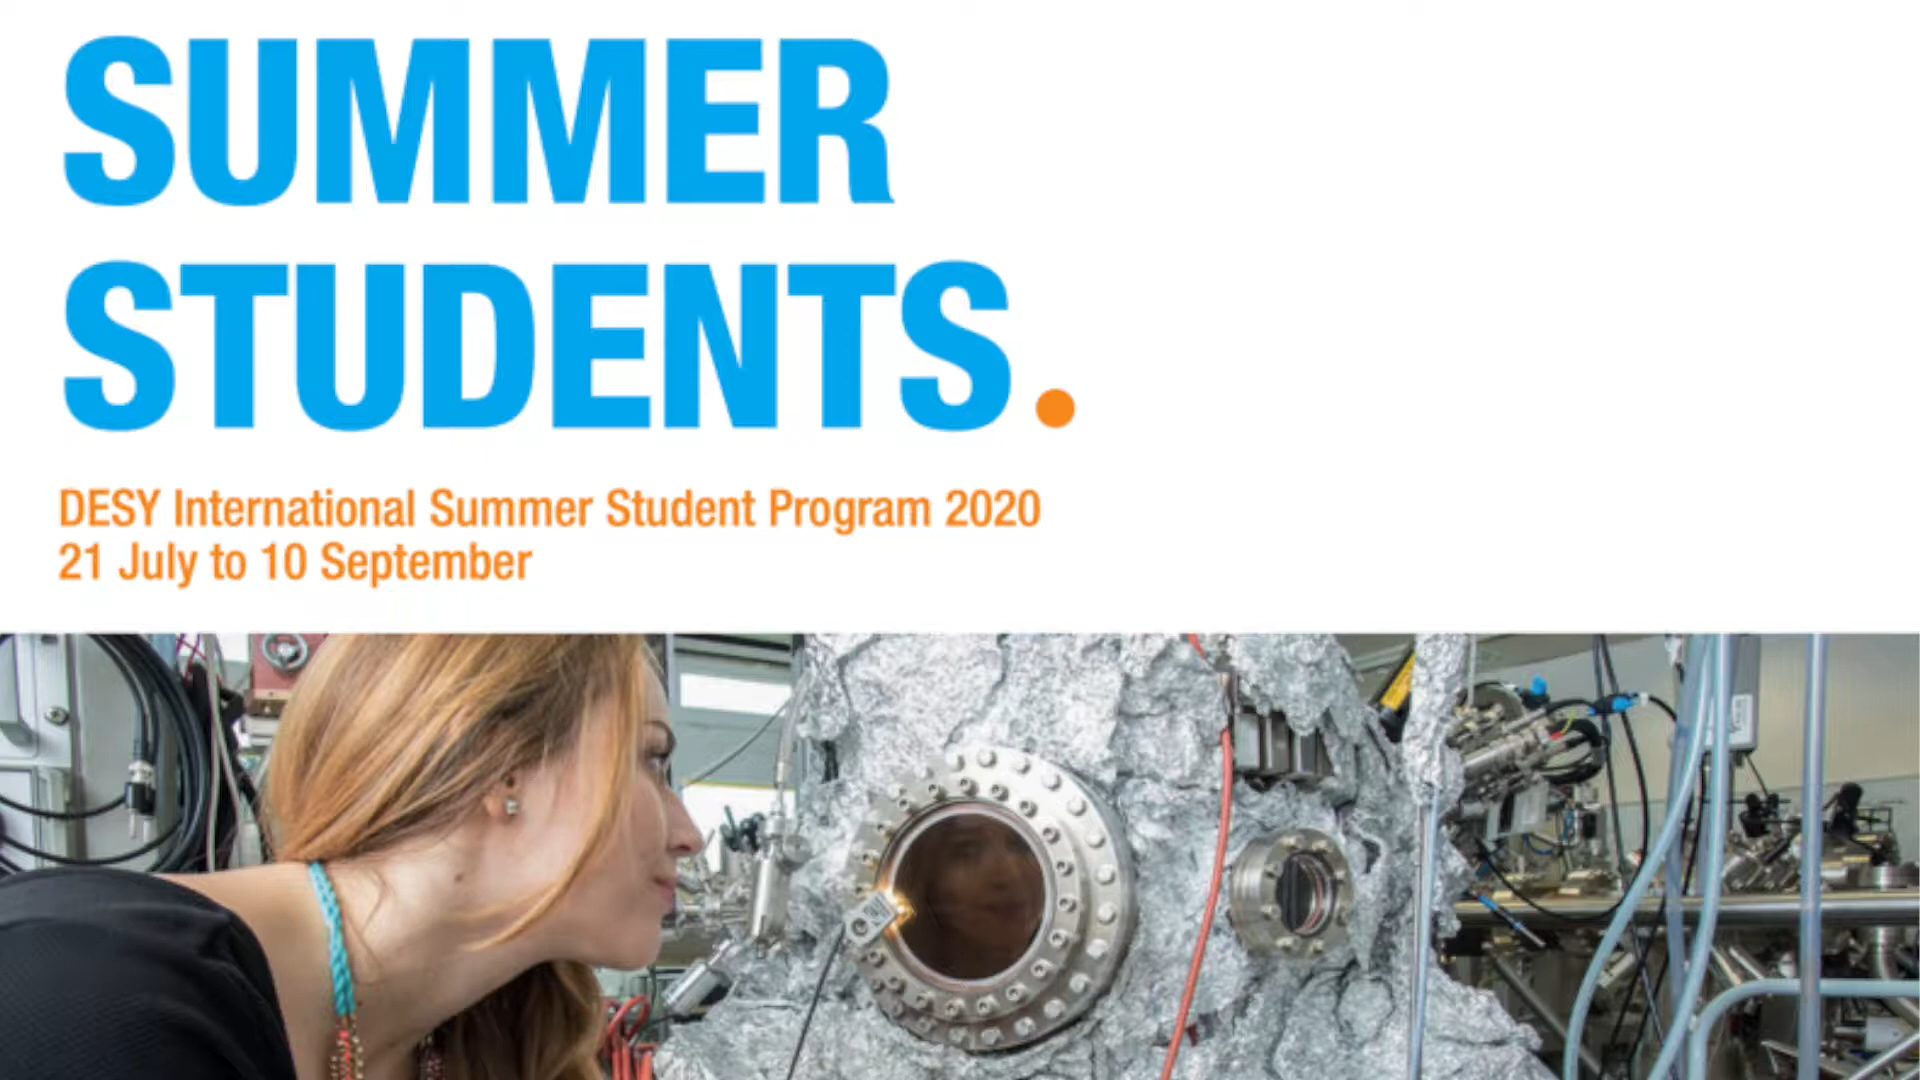 SUMMER
STUDENTS.
DESY International Summer Student Program 2020
21 July to 10 September